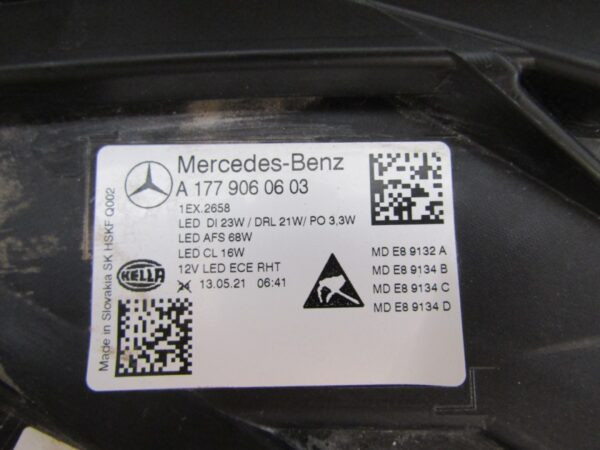 Mercedes-Benz
A 177 906 06 03
1EX.2658
LED DI 23W / DRL 21W/ PO 3,3W
LED AFS 68W
LED CL 16W
12V LED ECE RHT
13.05.21 06:41
HELLA
MD E8 9132 A
MD E8 9134 B
MD E8 9134 C
MD E8 9134 D
Made in Slovakia SK HSKF Q002